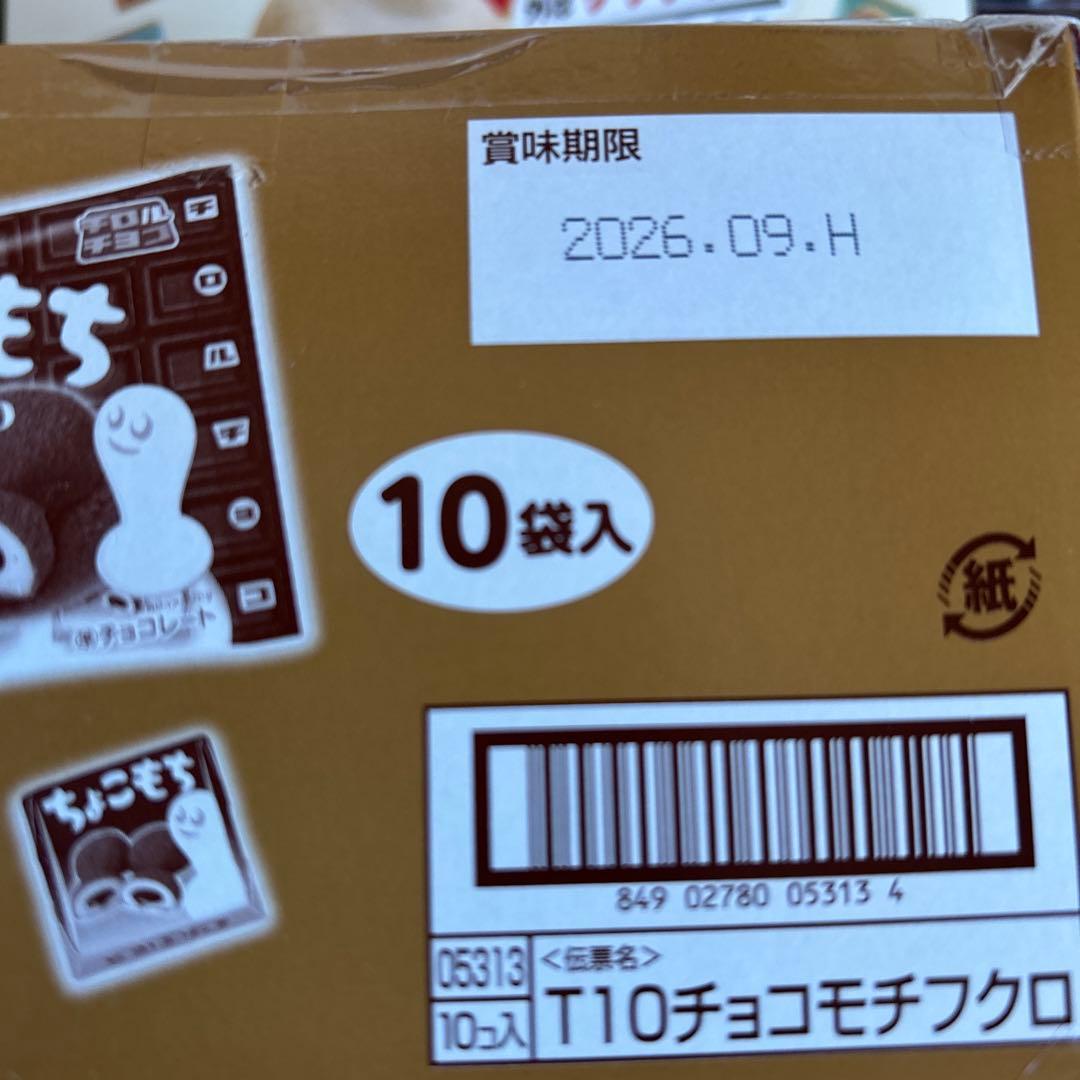 賞味期限
2026.09.H
チロル
チョコ
チ
ロ
ル
チ
ョ
コ
もち
準チョコレート
10袋入
紙
ちょこもち
849 02780 05313 4
05313
<伝票名>
10コ入
T10チョコモチフクロ